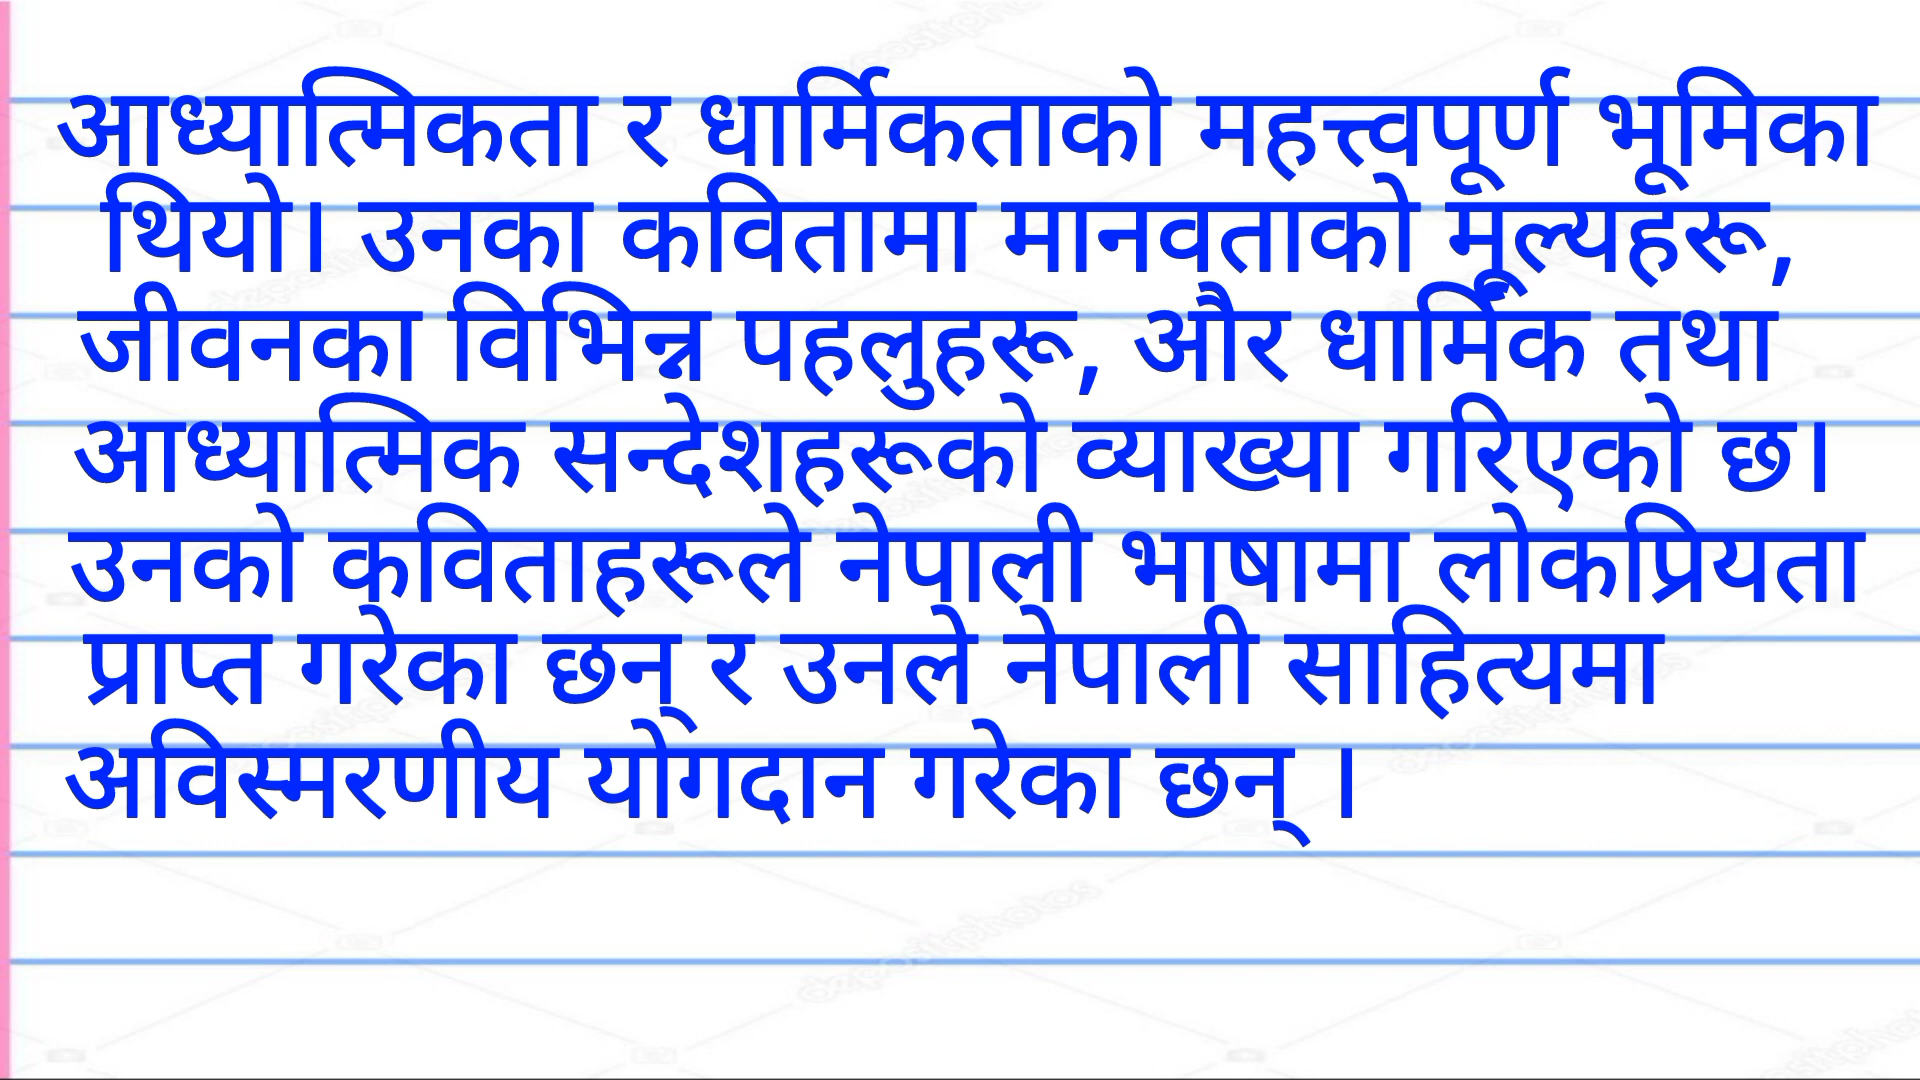 आध्यात्मिकता र धार्मिकताको महत्त्वपूर्ण भूमिका
थियो। उनका कवितामा मानवताको मूल्यहरू,
जीवनका विभिन्न पहलुहरू, और धार्मिक तथा
आध्यात्मिक सन्देशहरूको व्याख्या गरिएको छ।
उनको कविताहरूले नेपाली भाषामा लोकप्रियता
प्राप्त गरेका छन् र उनले नेपाली साहित्यमा
अविस्मरणीय योगदान गरेका छन् ।
depositphotos